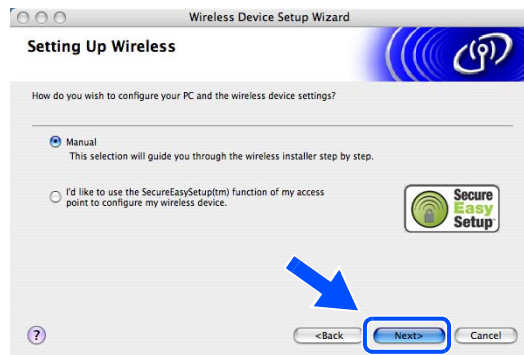 Wireless Device Setup Wizard
Setting Up Wireless
How do you wish to configure your PC and the wireless device settings?
Manual
This selection will guide you through the wireless installer step by step.
I'd like to use the SecureEasySetup(tm) function of my access
point to configure my wireless device.
Secure
Easy
Setup
?
<Back
Next>
Cancel